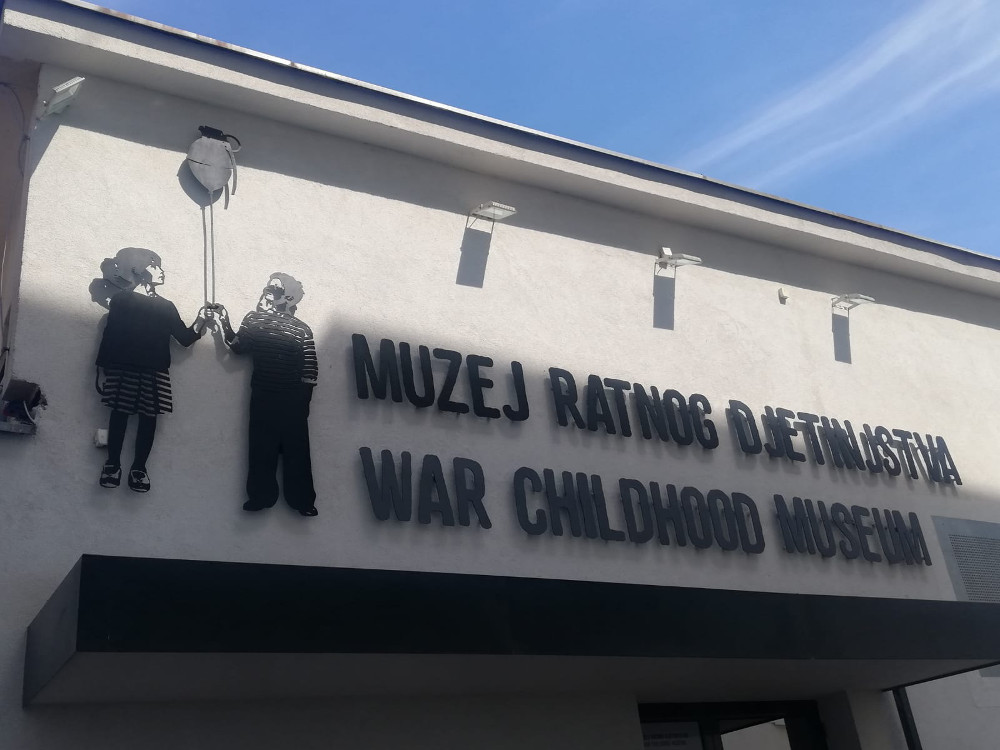 MUZEJ RATNOG DJETINJSTVA
WAR CHILDHOOD MUSEUM